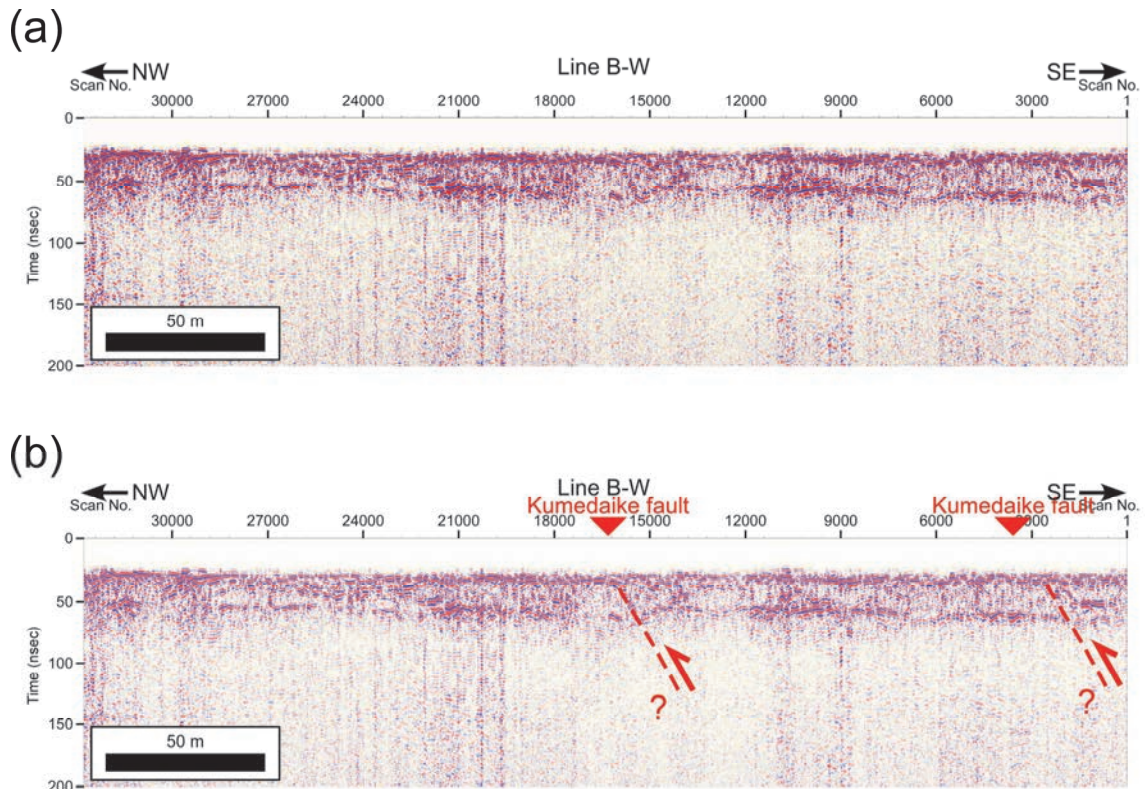 (a)
NW Line B-W SE
Scan No. Scan No.
30000 27000 24000 21000 18000 15000 12000 9000 6000 3000 1
0
50
100
150
200
Time (nsec)
50 m
(b)
NW Line B-W SE
Scan No. Kumedaike fault Kumedaike fault Scan No.
30000 27000 24000 21000 18000 15000 12000 9000 6000 3000 1
0
50
100
150
200
Time (nsec)
? ?
50 m